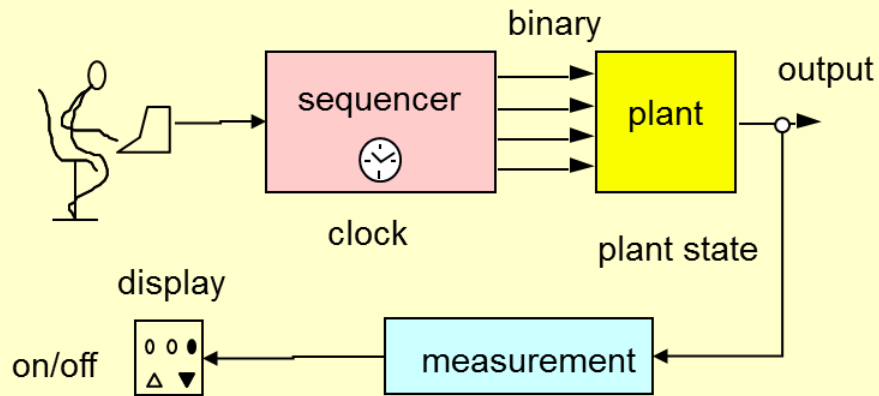 binary
output
sequencer
plant
clock
plant state
display
on/off
measurement